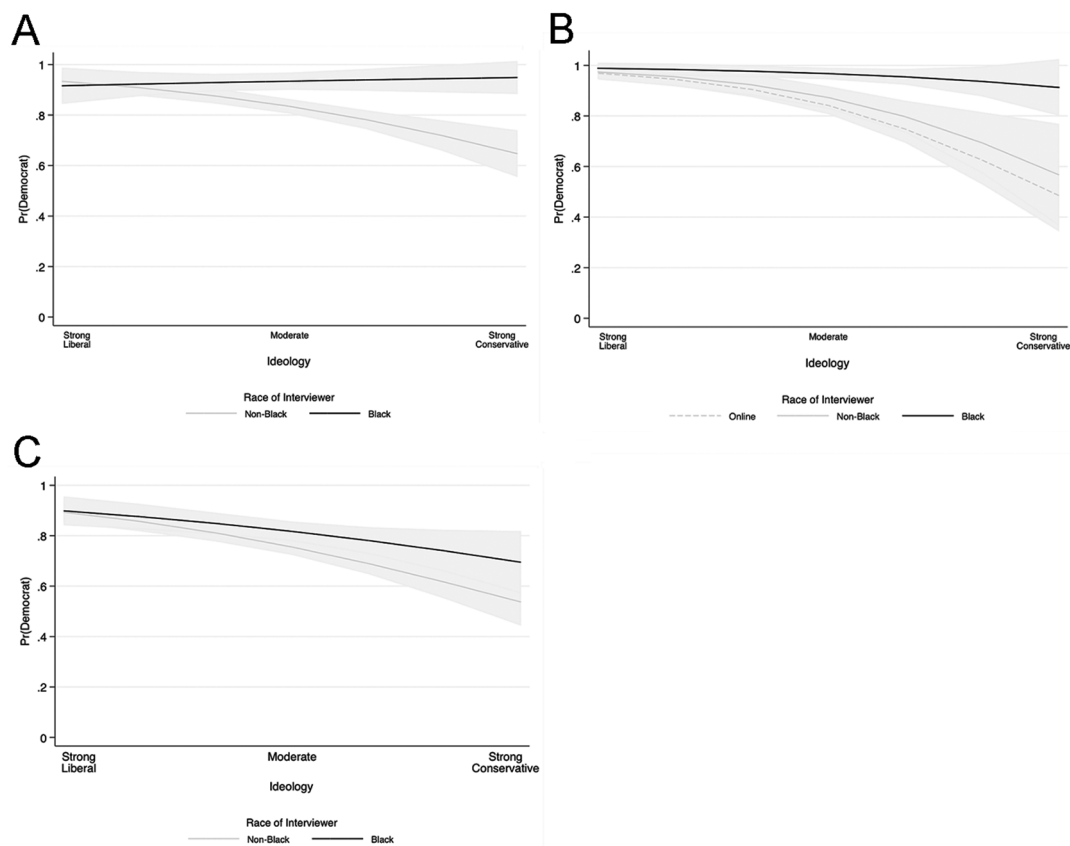 A
1
.8
.6
.4
.2
0
Pr(Democrat)
Strong
Liberal
Moderate
Strong
Conservative
Ideology
Race of Interviewer
Non-Black
Black
B
1
.8
.6
.4
.2
0
Pr(Democrat)
Strong
Liberal
Moderate
Strong
Conservative
Ideology
Race of Interviewer
Online
Non-Black
Black
C
1
.8
.6
.4
.2
0
Pr(Democrat)
Strong
Liberal
Moderate
Strong
Conservative
Ideology
Race of Interviewer
Non-Black
Black